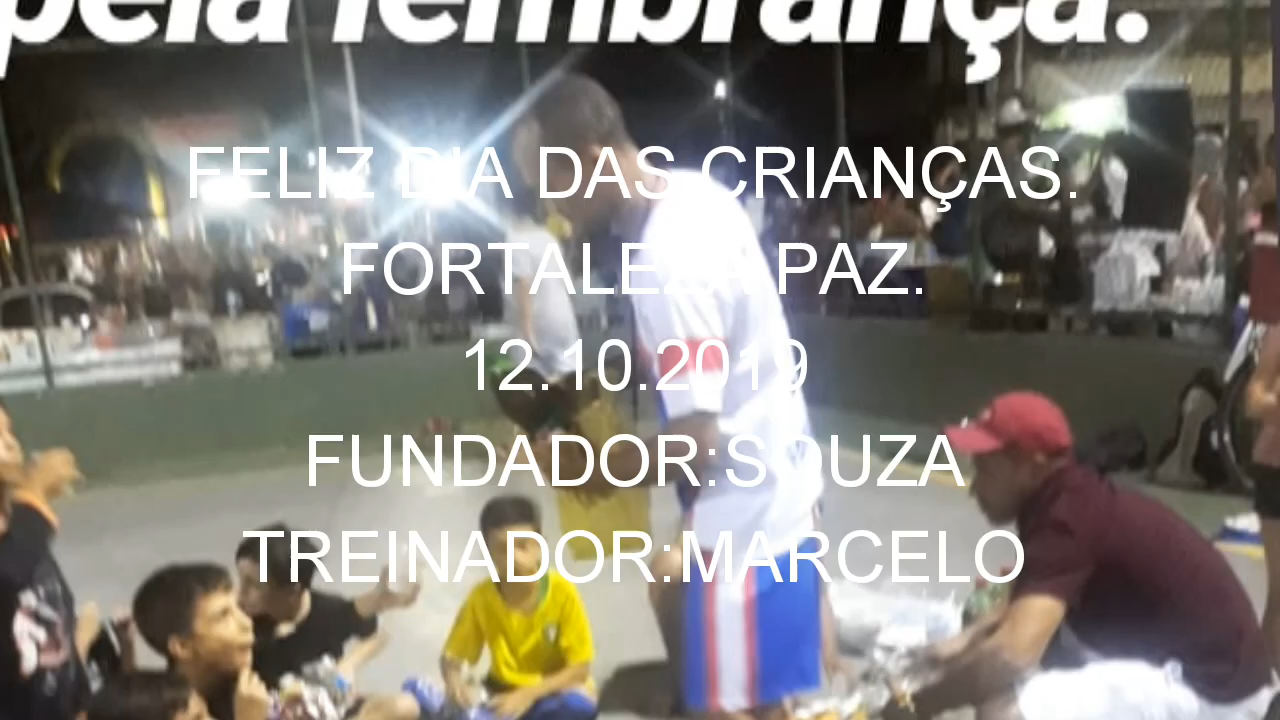 pela lembrança.
FELIZ DIA DAS CRIANÇAS.
FORTALEZA PAZ.
12.10.2019
FUNDADOR:SOUZA
TREINADOR:MARCELO